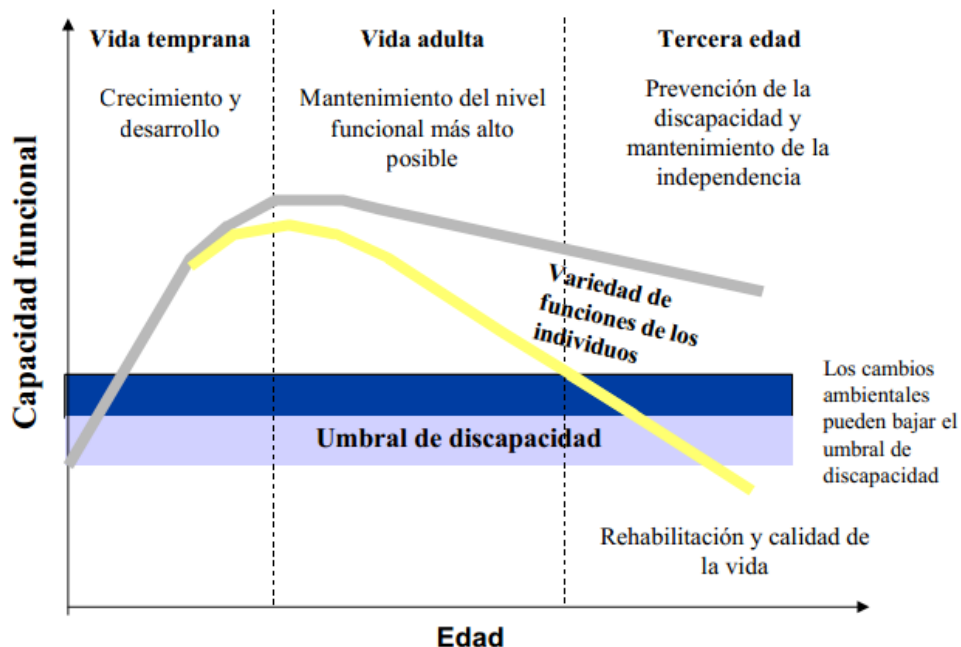 Vida temprana
Vida adulta
Tercera edad
Crecimiento y
desarrollo
Mantenimiento del nivel
funcional más alto
posible
Prevención de la
discapacidad y
mantenimiento de la
independencia
Capacidad funcional
Variedad de
funciones de los
individuos
Umbral de discapacidad
Los cambios
ambientales
pueden bajar el
umbral de
discapacidad
Rehabilitación y calidad de
la vida
Edad